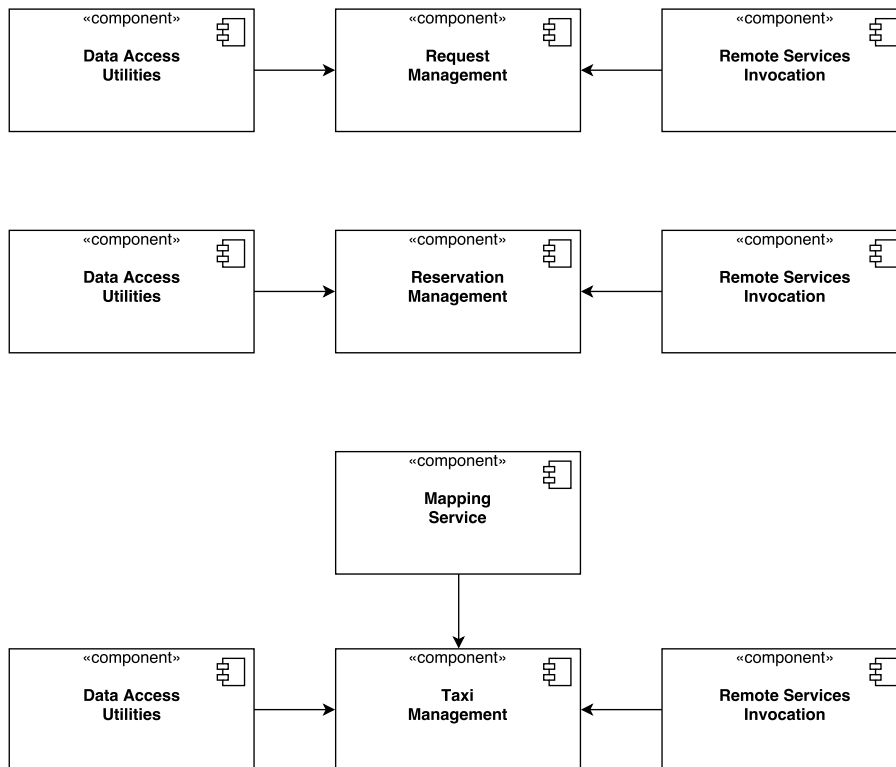 «component»
Data Access
Utilities
«component»
Request
Management
«component»
Remote Services
Invocation
«component»
Data Access
Utilities
«component»
Reservation
Management
«component»
Remote Services
Invocation
«component»
Mapping
Service
«component»
Data Access
Utilities
«component»
Taxi
Management
«component»
Remote Services
Invocation